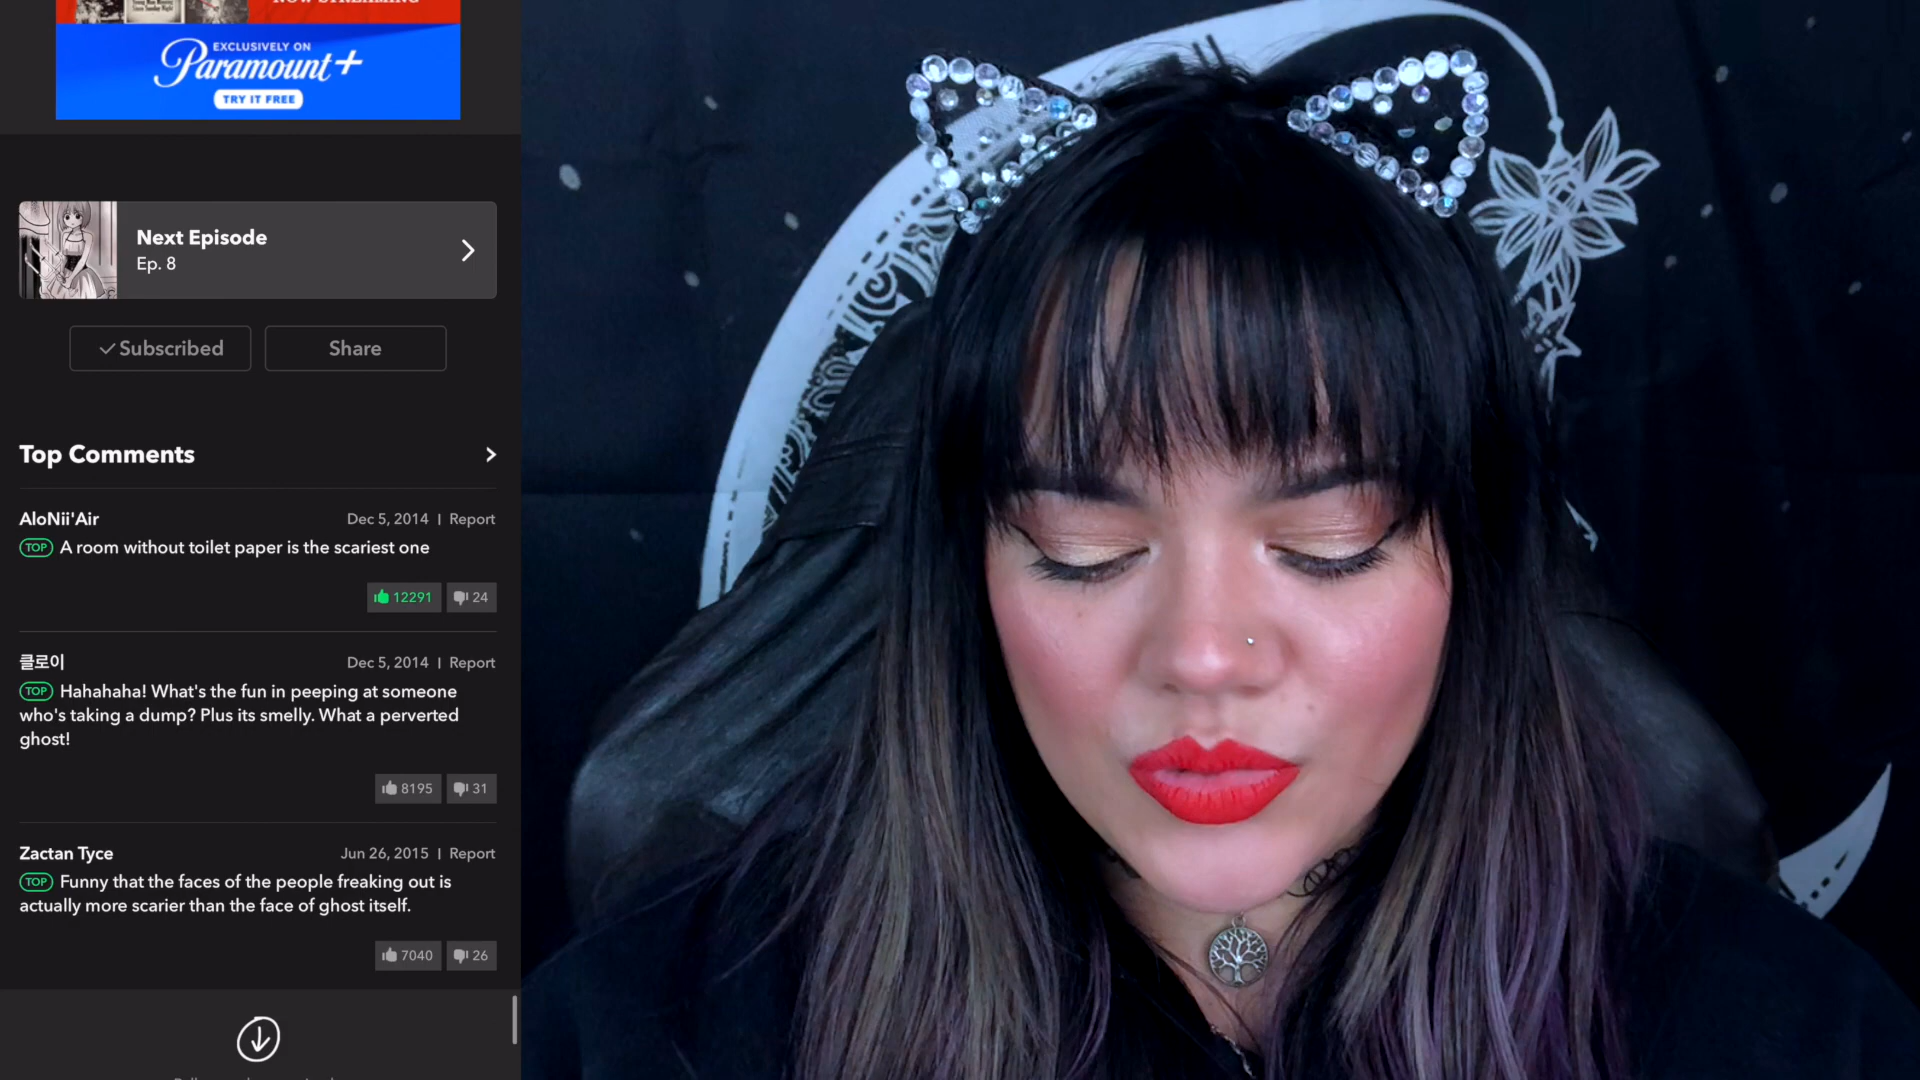 NOW STREAMING
EXCLUSIVELY ON
Paramount+
TRY IT FREE
Next Episode
Ep. 8
Subscribed
Share
Top Comments
AloNii'Air
Dec 5, 2014 | Report
TOP A room without toilet paper is the scariest one
12291
24
클로이
Dec 5, 2014 | Report
TOP Hahahaha! What's the fun in peeping at someone
who's taking a dump? Plus its smelly. What a perverted
ghost!
8195
31
Zactan Tyce
Jun 26, 2015 | Report
TOP Funny that the faces of the people freaking out is
actually more scarier than the face of ghost itself.
7040
26